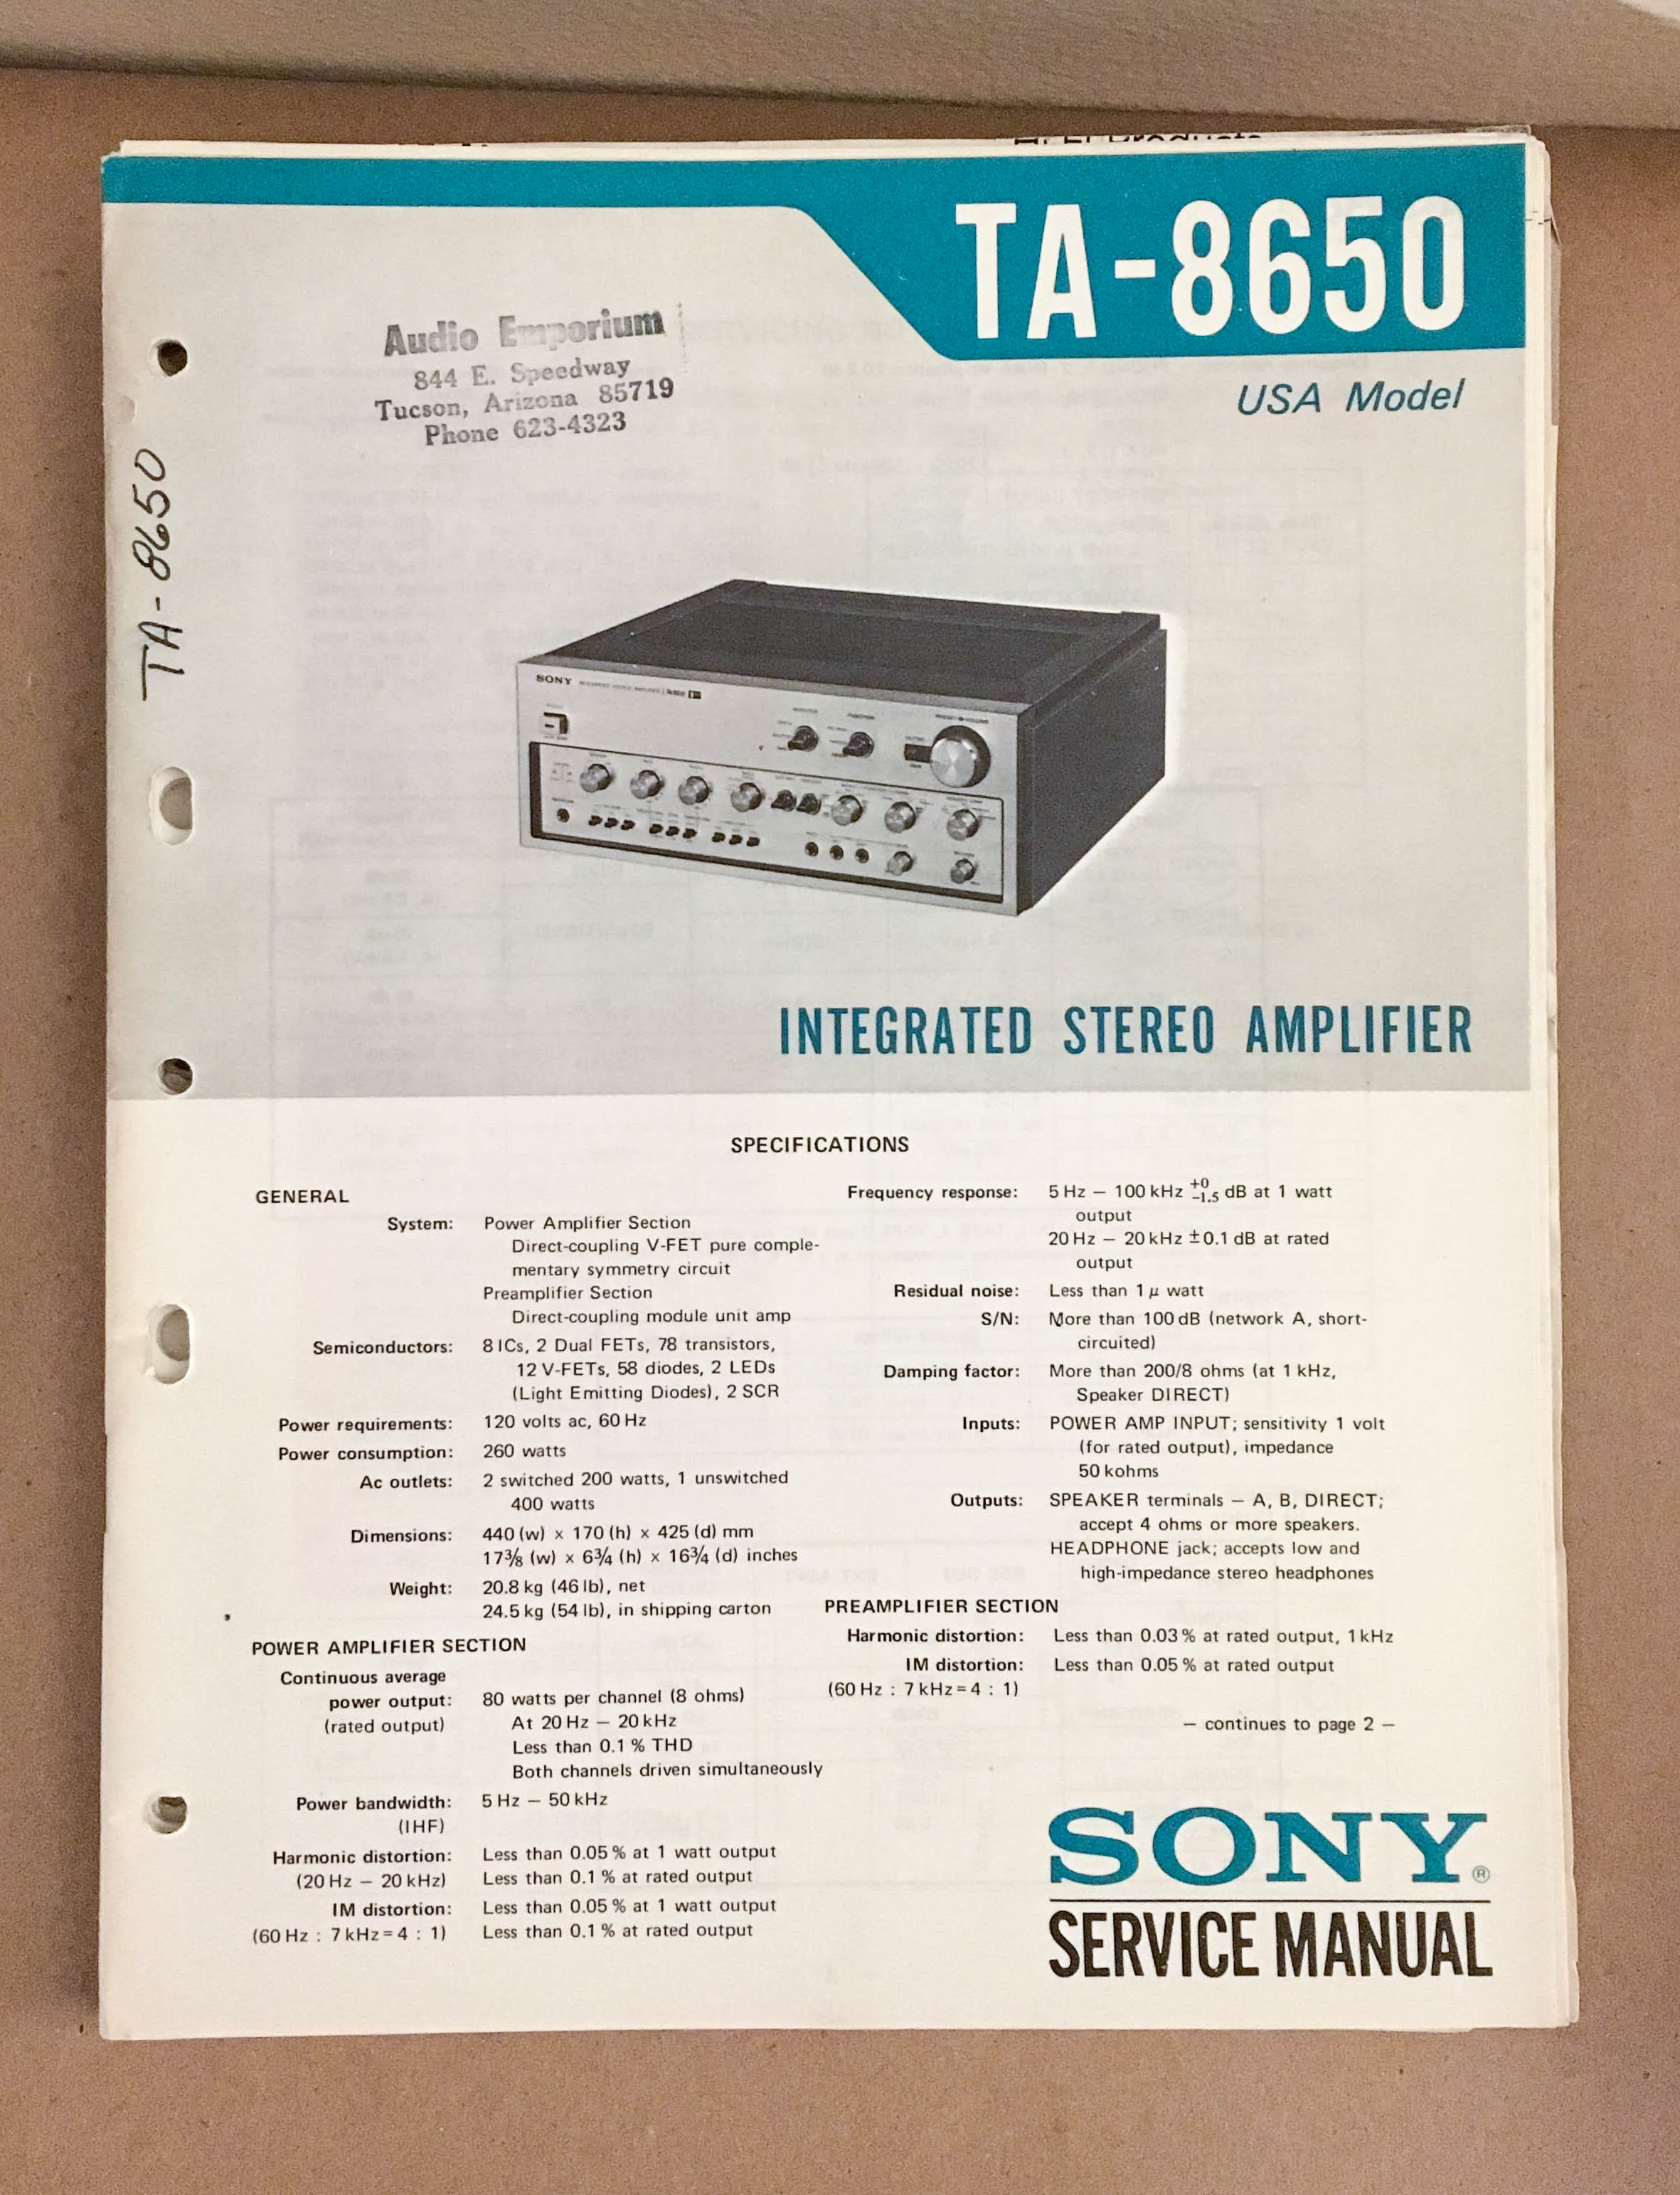 TA-8650
USA Model
Audio Emporium
844 E. Speedway
Tucson, Arizona 85719
Phone 623-4323
TA-8650
SONY
INTEGRATED STEREO AMPLIFIER
SPECIFICATIONS
GENERAL
System: Power Amplifier Section
Direct-coupling V-FET pure comple-
mentary symmetry circuit
Preamplifier Section
Direct-coupling module unit amp
Semiconductors: 8 ICs, 2 Dual FETs, 78 transistors,
12 V-FETs, 58 diodes, 2 LEDs
(Light Emitting Diodes), 2 SCR
Power requirements: 120 volts ac, 60 Hz
Power consumption: 260 watts
Ac outlets: 2 switched 200 watts, 1 unswitched
400 watts
Dimensions: 440 (w) x 170 (h) x 425 (d) mm
17⅜ (w) x 6¾ (h) x 16¾ (d) inches
Weight: 20.8 kg (46 lb), net
24.5 kg (54 lb), in shipping carton
POWER AMPLIFIER SECTION
Continuous average
power output: 80 watts per channel (8 ohms)
(rated output) At 20 Hz − 20 kHz
Less than 0.1 % THD
Both channels driven simultaneously
Power bandwidth: 5 Hz − 50 kHz
(IHF)
Harmonic distortion: Less than 0.05 % at 1 watt output
(20 Hz − 20 kHz) Less than 0.1 % at rated output
IM distortion: Less than 0.05 % at 1 watt output
(60 Hz : 7 kHz = 4 : 1) Less than 0.1 % at rated output
Frequency response: 5 Hz − 100 kHz +0 −1.5 dB at 1 watt
output
20 Hz − 20 kHz ±0.1 dB at rated
output
Residual noise: Less than 1 µ watt
S/N: More than 100 dB (network A, short-
circuited)
Damping factor: More than 200/8 ohms (at 1 kHz,
Speaker DIRECT)
Inputs: POWER AMP INPUT; sensitivity 1 volt
(for rated output), impedance
50 kohms
Outputs: SPEAKER terminals − A, B, DIRECT;
accept 4 ohms or more speakers.
HEADPHONE jack; accepts low and
high-impedance stereo headphones
PREAMPLIFIER SECTION
Harmonic distortion: Less than 0.03 % at rated output, 1 kHz
IM distortion: Less than 0.05 % at rated output
(60 Hz : 7 kHz = 4 : 1)
− continues to page 2 −
SONY®
SERVICE MANUAL